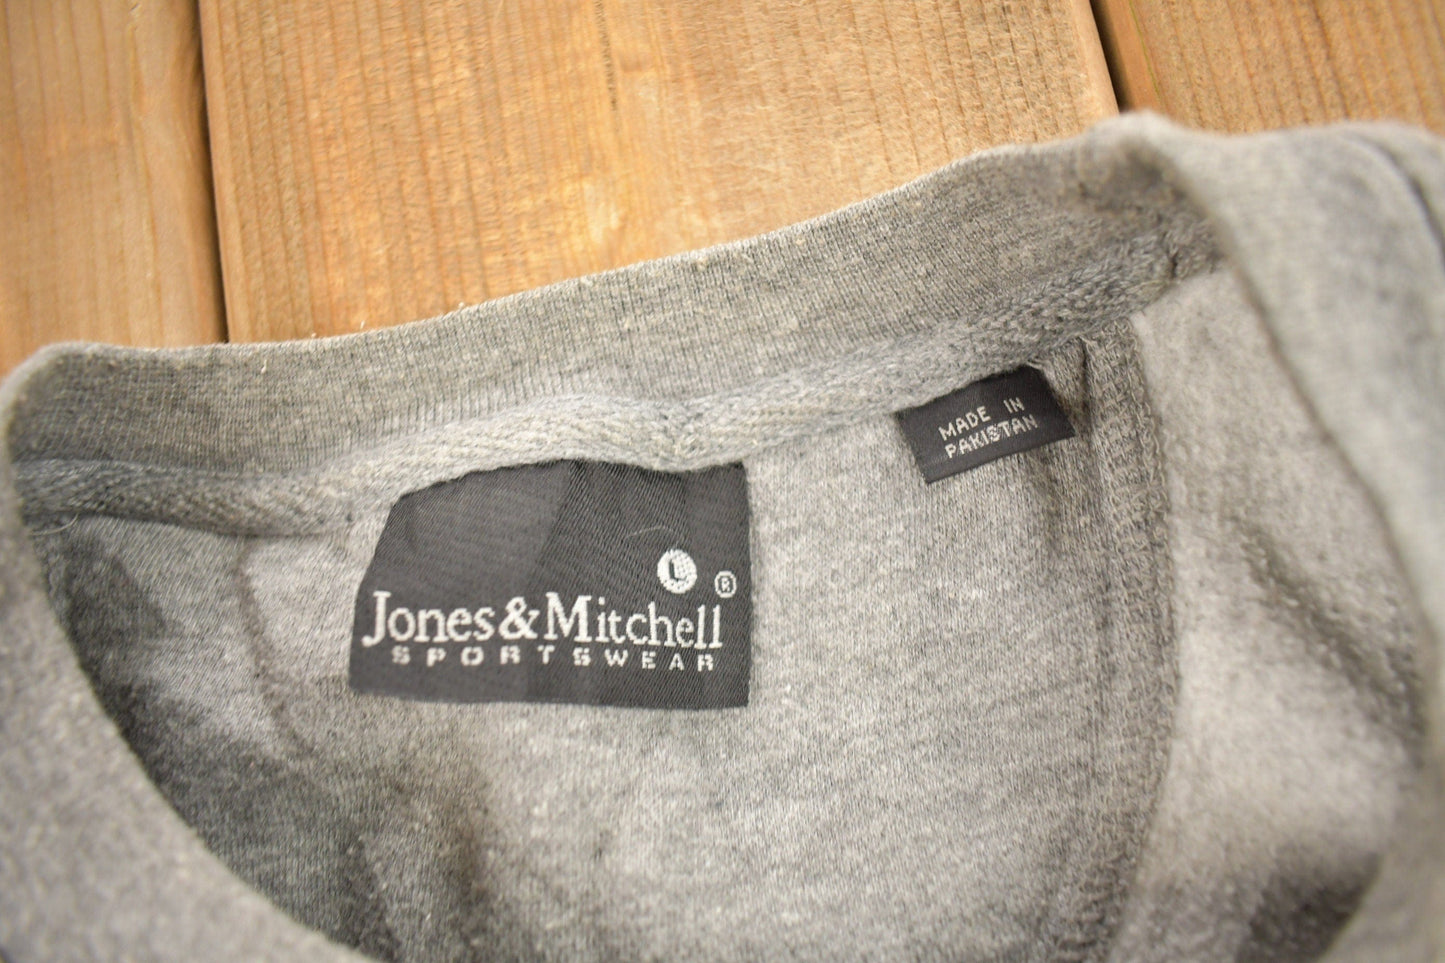 MADE IN
PAKISTAN
L
Jones&Mitchell®
SPORTSWEAR